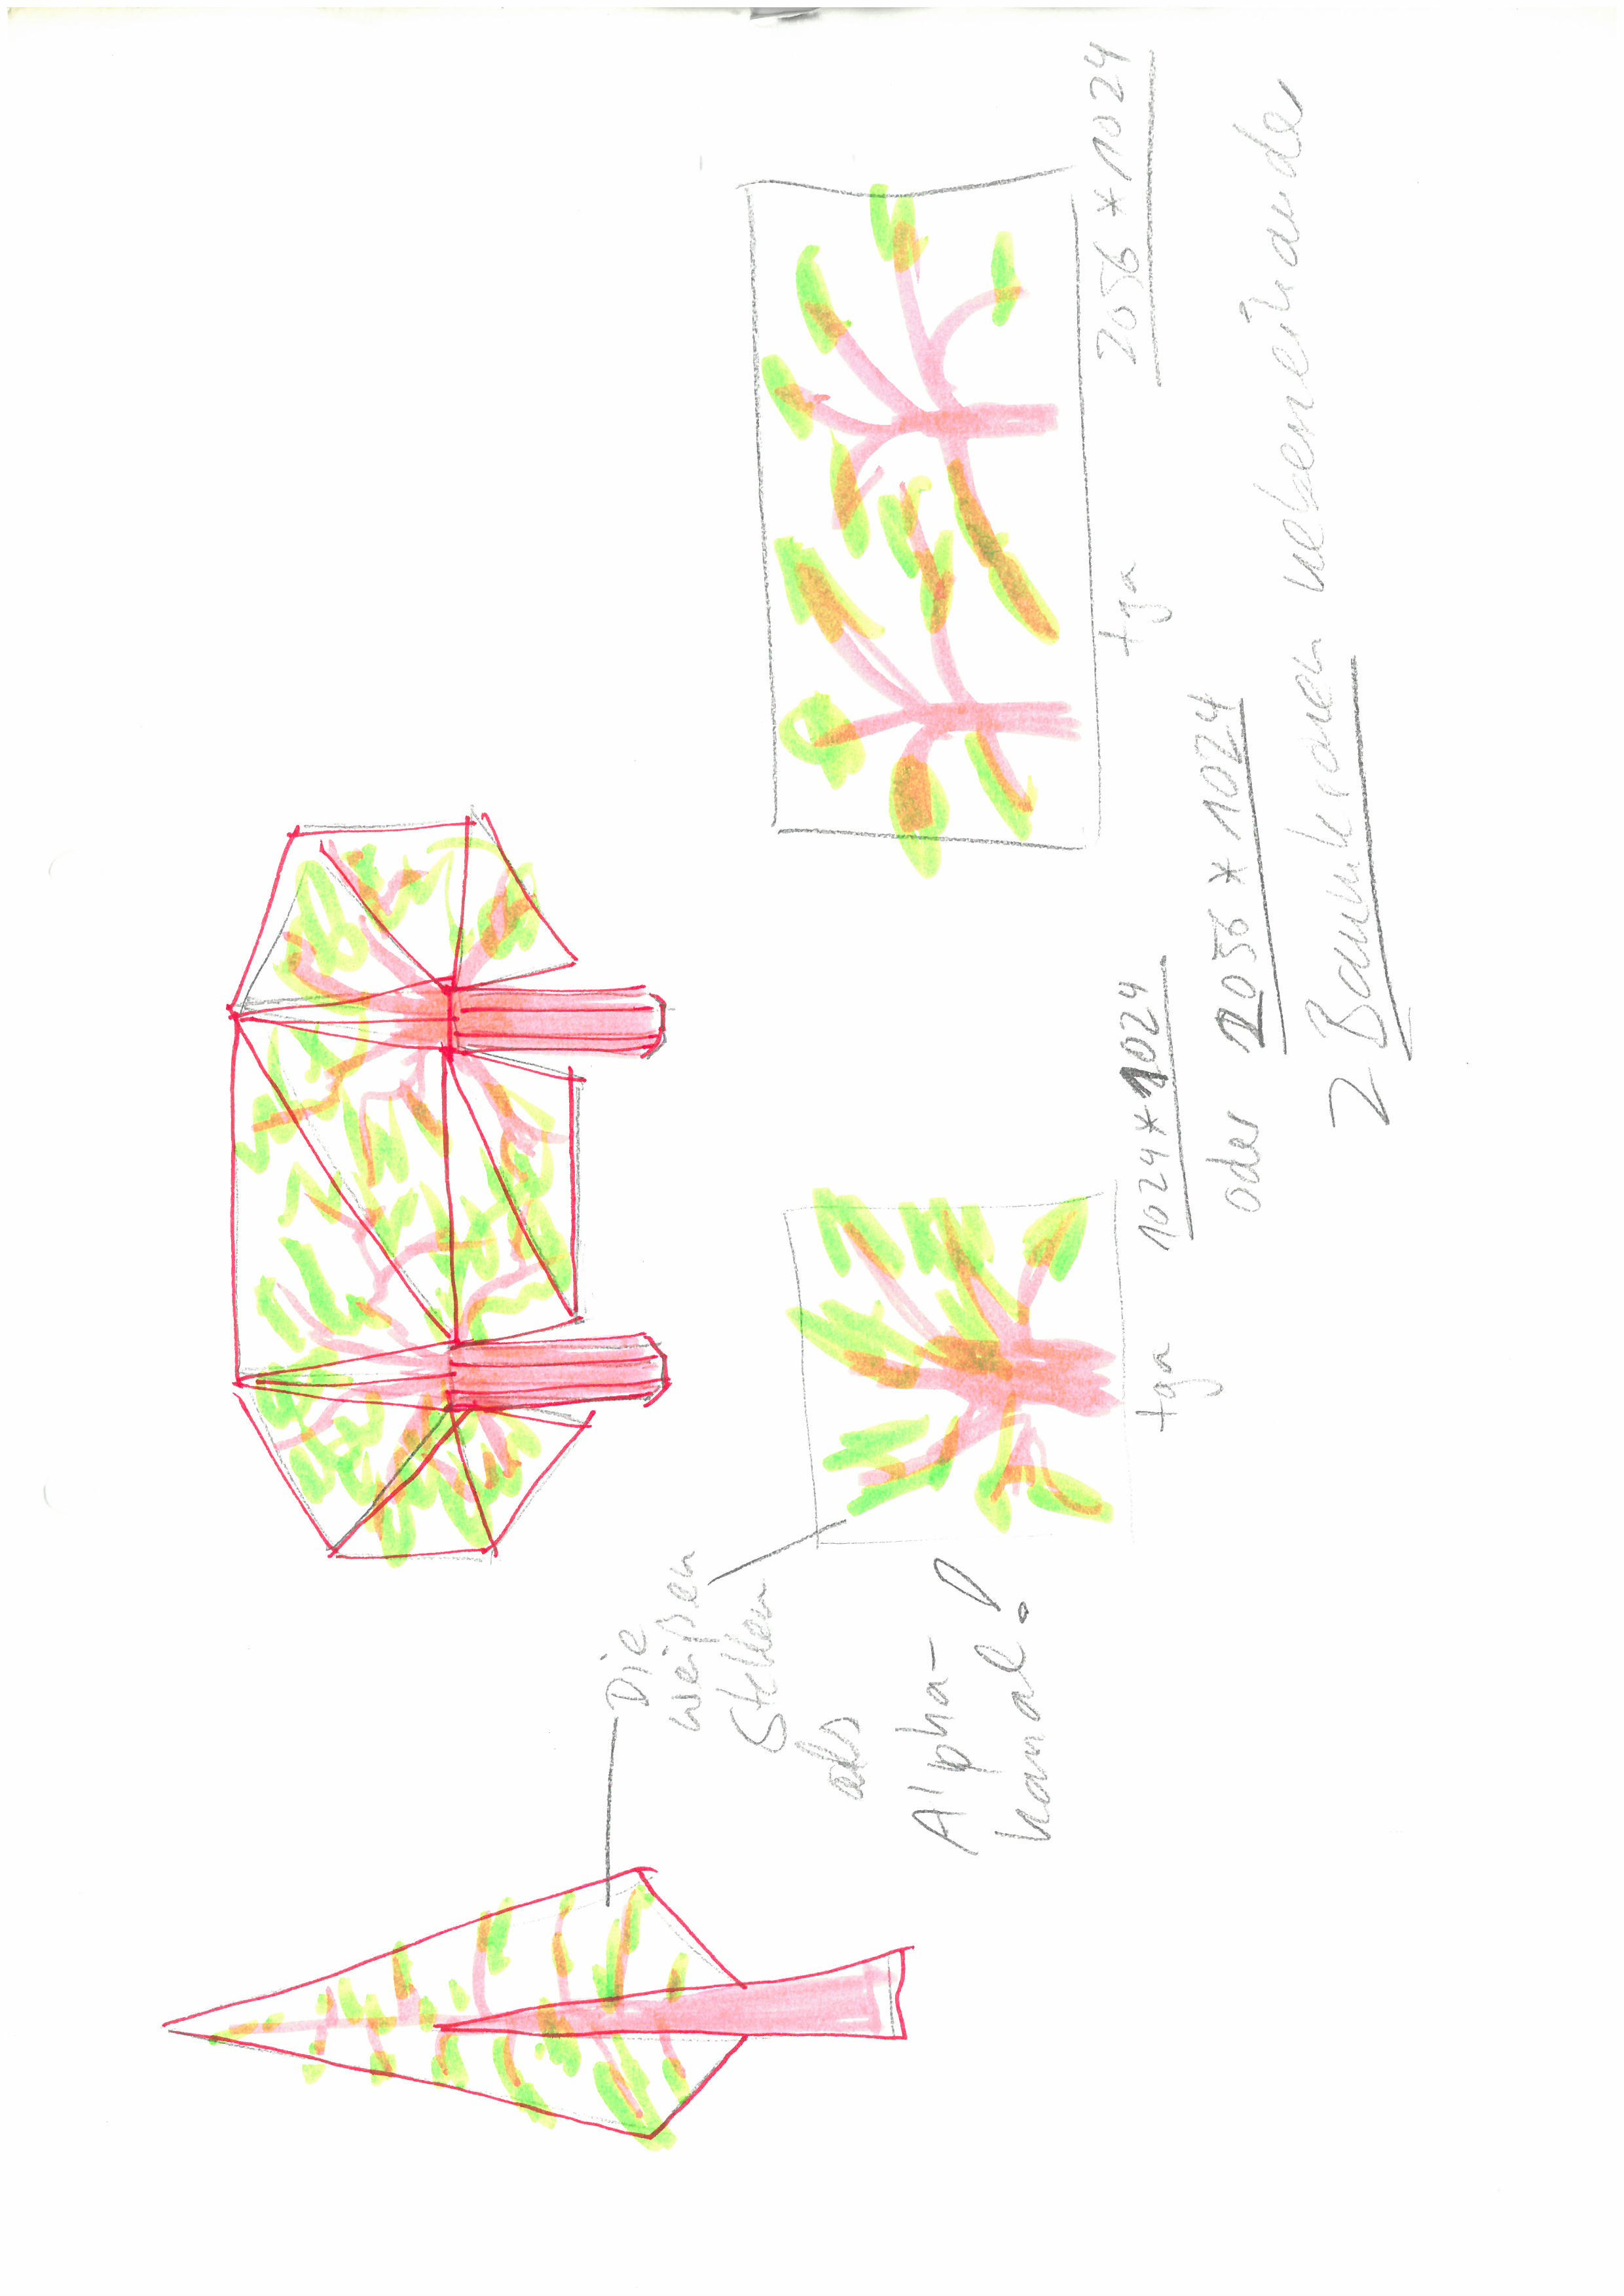 Die
weißen
Stellen
als
Alpha-
kanal!
tga 1024*1024
oder 2056*1024
2 Baumkronen nebeneinander
tga 2056*1024